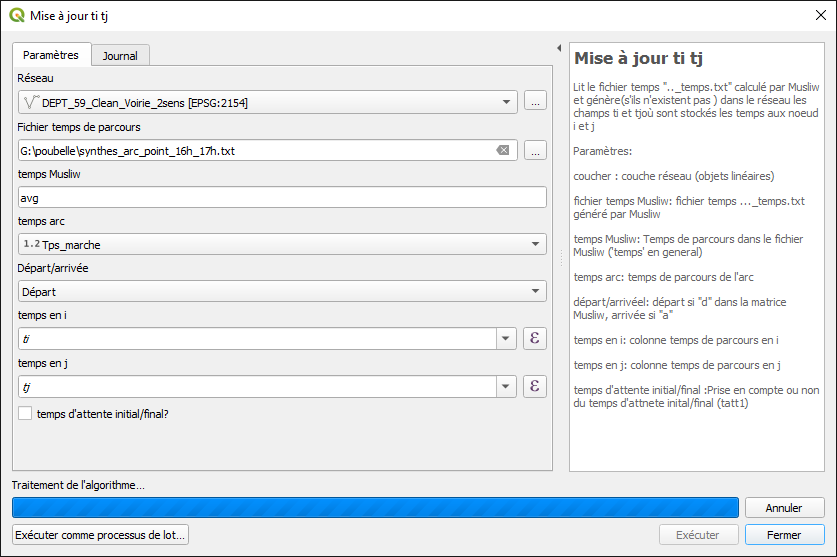 Mise à jour ti tj
Paramètres
Journal
Réseau
DEPT_59_Clean_Voirie_2sens [EPSG:2154]
...
Fichier temps de parcours
G:\poubelle\synthes_arc_point_16h_17h.txt
...
temps Musliw
avg
temps arc
1.2 Tps_marche
Départ/arrivée
Départ
temps en i
ti
ε
temps en j
tj
ε
temps d'attente initial/final?
Mise à jour ti tj
Lit le fichier temps ".._temps.txt" calculé par Musliw
et génère(s'ils n'existent pas ) dans le réseau les
champs ti et tjoù sont stockés les temps aux noeud
i et j
Paramètres:
coucher : couche réseau (objets linéaires)
fichier temps Musliw: fichier temps ..._temps.txt
généré par Musliw
temps Musliw: Temps de parcours dans le fichier
Musliw ('temps' en general)
temps arc: temps de parcours de l'arc
départ/arrivéel: départ si "d" dans la matrice
Musliw, arrivée si "a"
temps en i: colonne temps de parcours en i
temps en j: colonne temps de parcours en j
temps d'attente initial/final :Prise en compte ou non
du temps d'attnete inital/final (tatt1)
Traitement de l'algorithme...
Annuler
Exécuter comme processus de lot...
Exécuter
Fermer